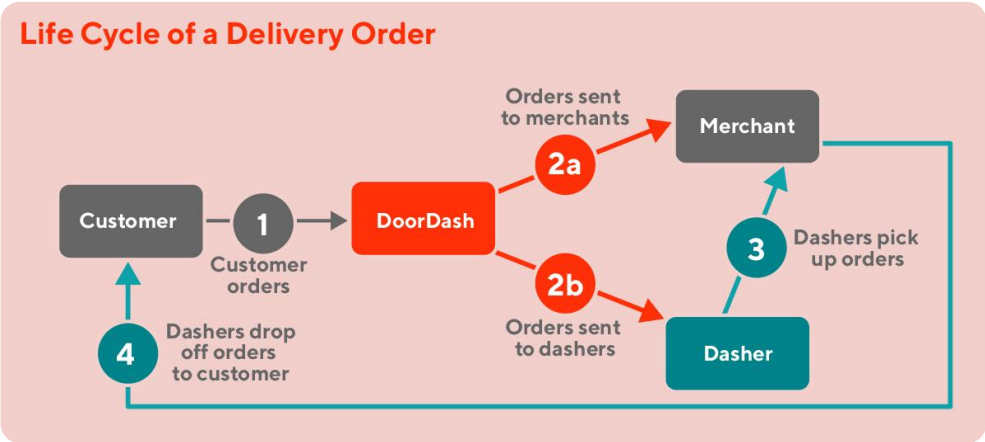 Life Cycle of a Delivery Order
Orders sent
to merchants
Merchant
2a
Customer
1
DoorDash
Customer
orders
3
Dashers pick
up orders
2b
Orders sent
to dashers
Dasher
4
Dashers drop
off orders
to customer